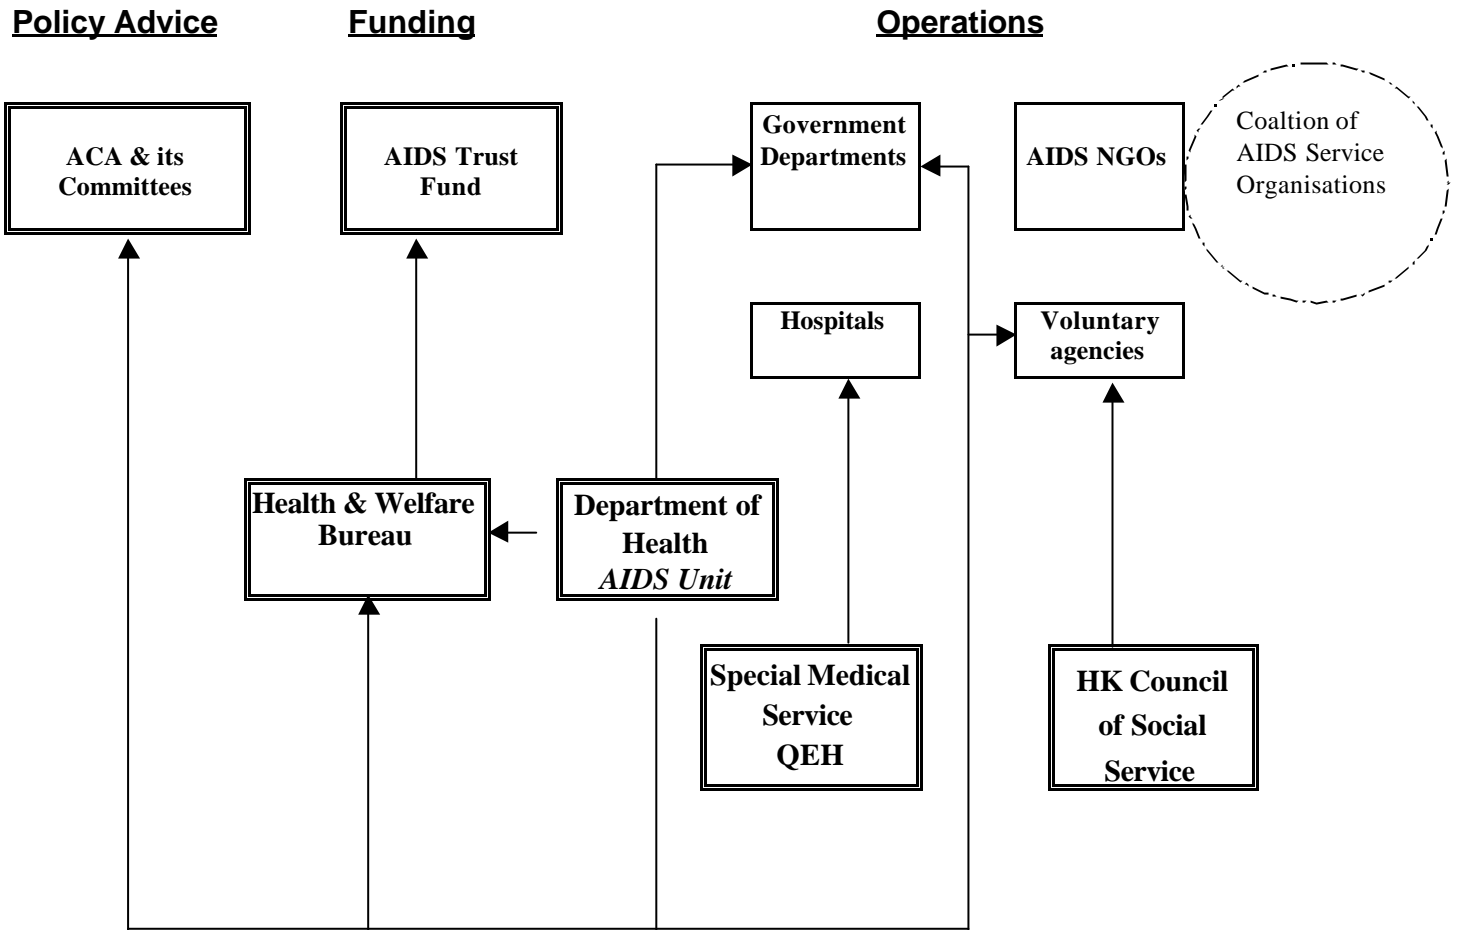 Policy Advice
Funding
Operations
ACA & its
Committees
AIDS Trust
Fund
Government
Departments
AIDS NGOs
Coaltion of
AIDS Service
Organisations
Hospitals
Voluntary
agencies
Health & Welfare
Bureau
Department of
Health
AIDS Unit
Special Medical
Service
QEH
HK Council
of Social
Service